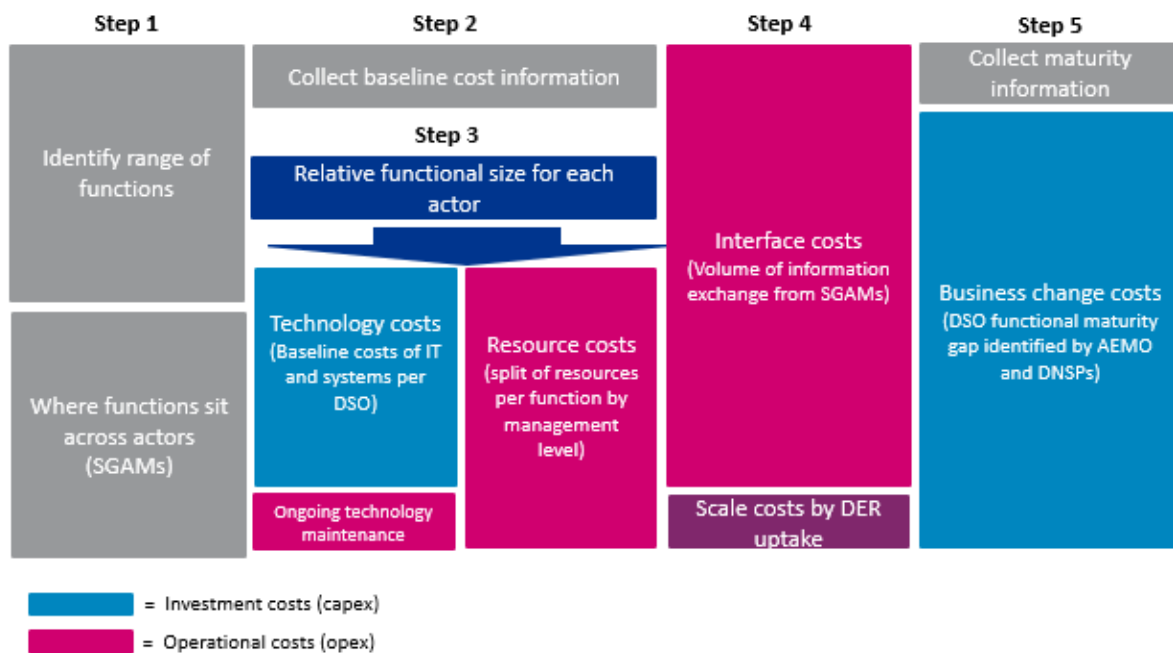 Step 1
Identify range of
functions
Where functions sit
across actors
(SGAMs)
Step 2
Collect baseline cost information
Step 3
Relative functional size for each
actor
Technology costs
(Baseline costs of IT
and systems per
DSO)
Ongoing technology
maintenance
Resource costs
(split of resources
per function by
management
level)
Step 4
Interface costs
(Volume of information
exchange from SGAMs)
Scale costs by DER
uptake
Step 5
Collect maturity
information
Business change costs
(DSO functional maturity
gap identified by AEMO
and DNSPs)
= Investment costs (capex)
= Operational costs (opex)